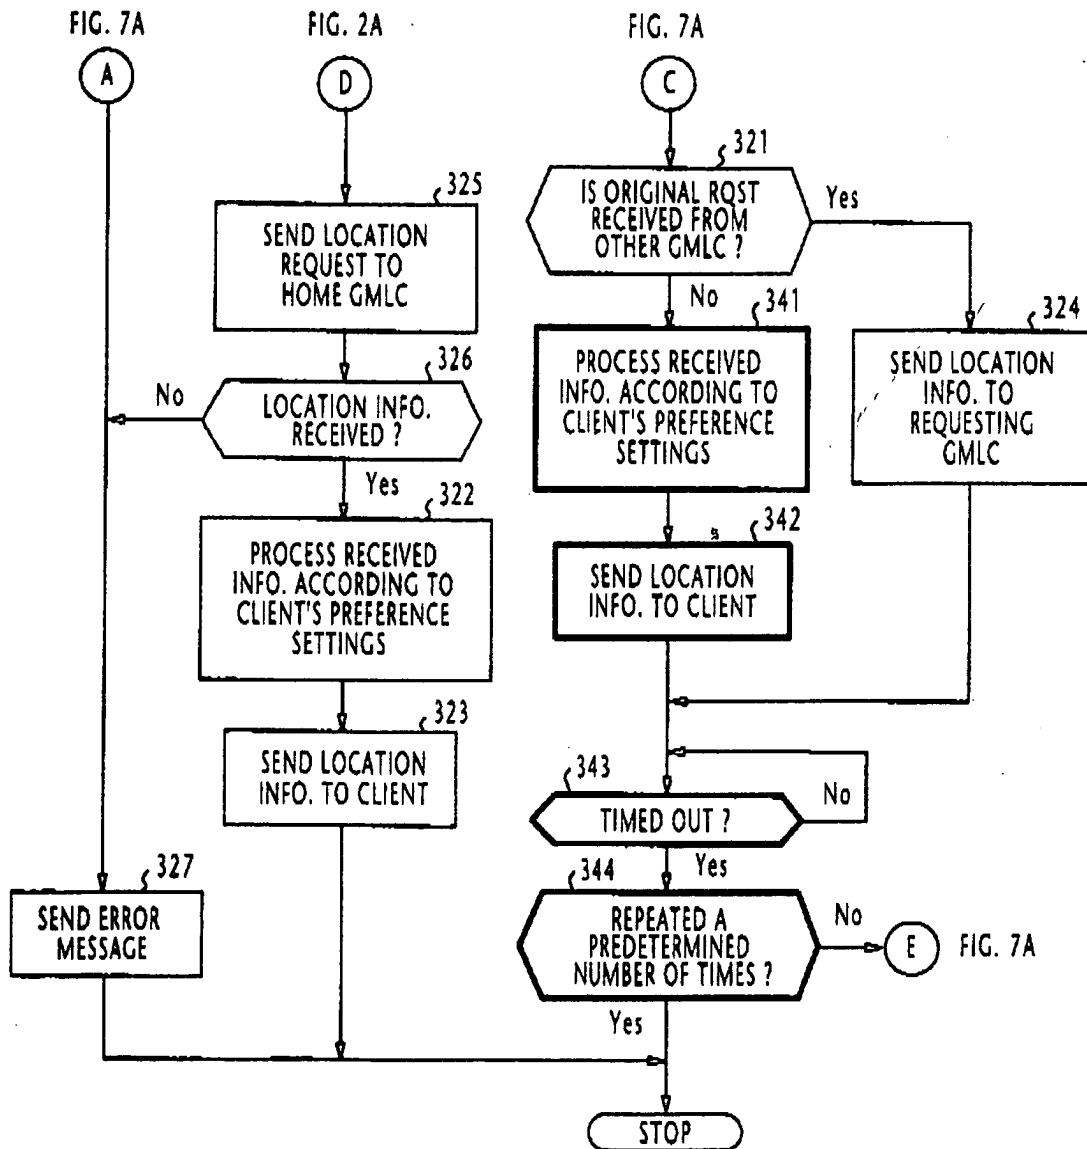 FIG. 7A
FIG. 2A
FIG. 7A
A
D
C
321
IS ORIGINAL RQST
RECEIVED FROM
OTHER GMLC ?
Yes
No
325
SEND LOCATION
REQUEST TO
HOME GMLC
326
LOCATION INFO.
RECEIVED ?
No
Yes
341
PROCESS RECEIVED
INFO. ACCORDING TO
CLIENT'S PREFERENCE
SETTINGS
324
SEND LOCATION
INFO. TO
REQUESTING
GMLC
322
PROCESS RECEIVED
INFO. ACCORDING TO
CLIENT'S PREFERENCE
SETTINGS
342
SEND LOCATION
INFO. TO CLIENT
323
SEND LOCATION
INFO. TO CLIENT
343
TIMED OUT ?
No
Yes
327
SEND ERROR
MESSAGE
344
REPEATED A
PREDETERMINED
NUMBER OF TIMES ?
No
E
FIG. 7A
Yes
STOP